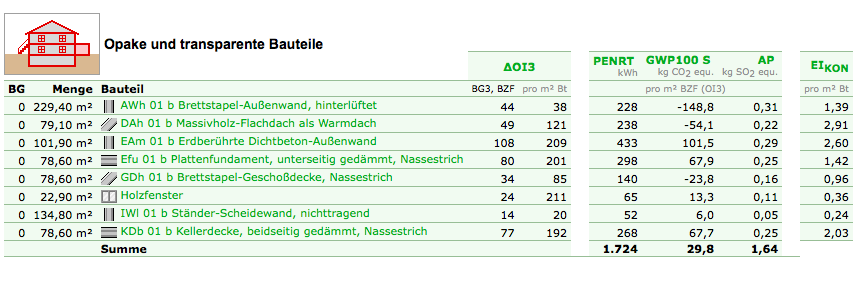 Opake und transparente Bauteile
ΔOI3 PENRT GWP100 S AP EIKON
kWh kg CO2 equ. kg SO2 equ.
BG Menge Bauteil BG3, BZF pro m² Bt pro m² BZF (OI3) pro m² Bt
0 229,40 m² AWh 01 b Brettstapel-Außenwand, hinterlüftet 44 38 228 -148,8 0,31 1,39
0 79,10 m² DAh 01 b Massivholz-Flachdach als Warmdach 49 121 238 -54,1 0,22 2,91
0 101,90 m² EAm 01 b Erdberührte Dichtbeton-Außenwand 108 209 433 101,5 0,29 2,60
0 78,60 m² Efu 01 b Plattenfundament, unterseitig gedämmt, Nassestrich 80 201 298 67,9 0,25 1,42
0 78,60 m² GDh 01 b Brettstapel-Geschoßdecke, Nassestrich 34 85 140 -23,8 0,16 0,96
0 22,90 m² Holzfenster 24 211 65 13,3 0,11 0,36
0 134,80 m² IWl 01 b Ständer-Scheidewand, nichttragend 14 20 52 6,0 0,05 0,24
0 78,60 m² KDb 01 b Kellerdecke, beidseitig gedämmt, Nassestrich 77 192 268 67,7 0,25 2,03
Summe 1.724 29,8 1,64